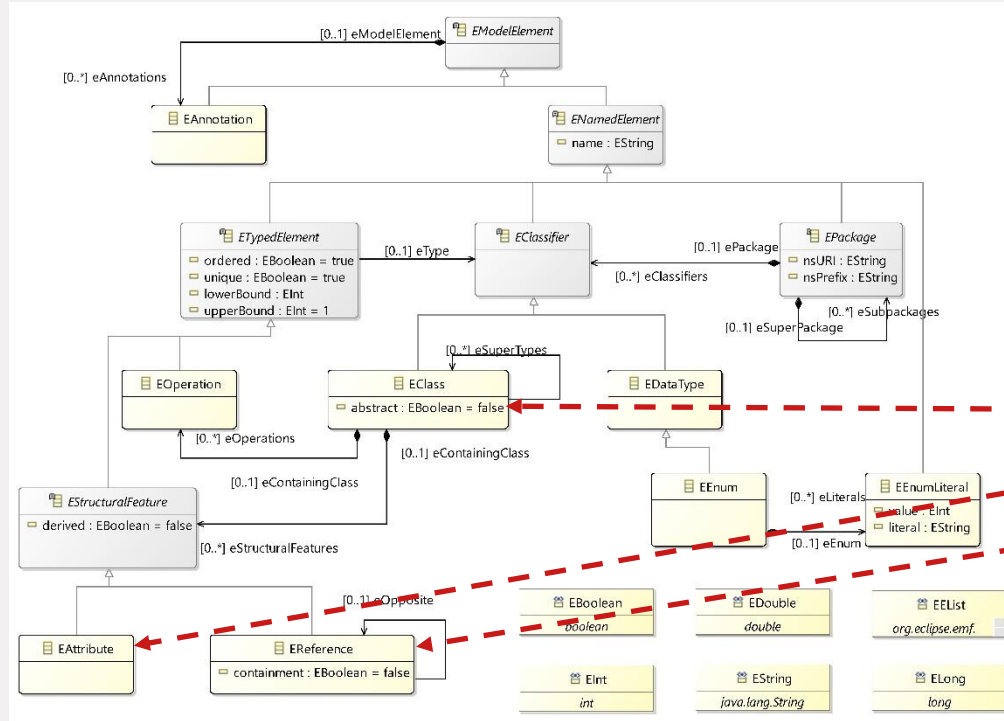 [0..1] eModelElement
EModelElement
[0..*] eAnnotations
EAnnotation
ENamedElement
name : EString
ETypedElement
ordered : EBoolean = true
unique : EBoolean = true
lowerBound : EInt
upperBound : EInt = 1
[0..1] eType
EClassifier
[0..1] ePackage
[0..*] eClassifiers
EPackage
nsURI : EString
nsPrefix : EString
[0..*] eSubpackages
[0..1] eSuperPackage
[0..*] eSuperTypes
EOperation
EClass
abstract : EBoolean = false
EDataType
[0..*] eOperations
[0..1] eContainingClass
[0..1] eContainingClass
EStructuralFeature
derived : EBoolean = false
[0..*] eStructuralFeatures
EEnum
[0..*] eLiterals
[0..1] eEnum
EEnumLiteral
value : EInt
literal : EString
[0..1] eOpposite
EAttribute
EReference
containment : EBoolean = false
EBoolean
boolean
EDouble
double
EEList
org.eclipse.emf.
EInt
int
EString
java.lang.String
ELong
long